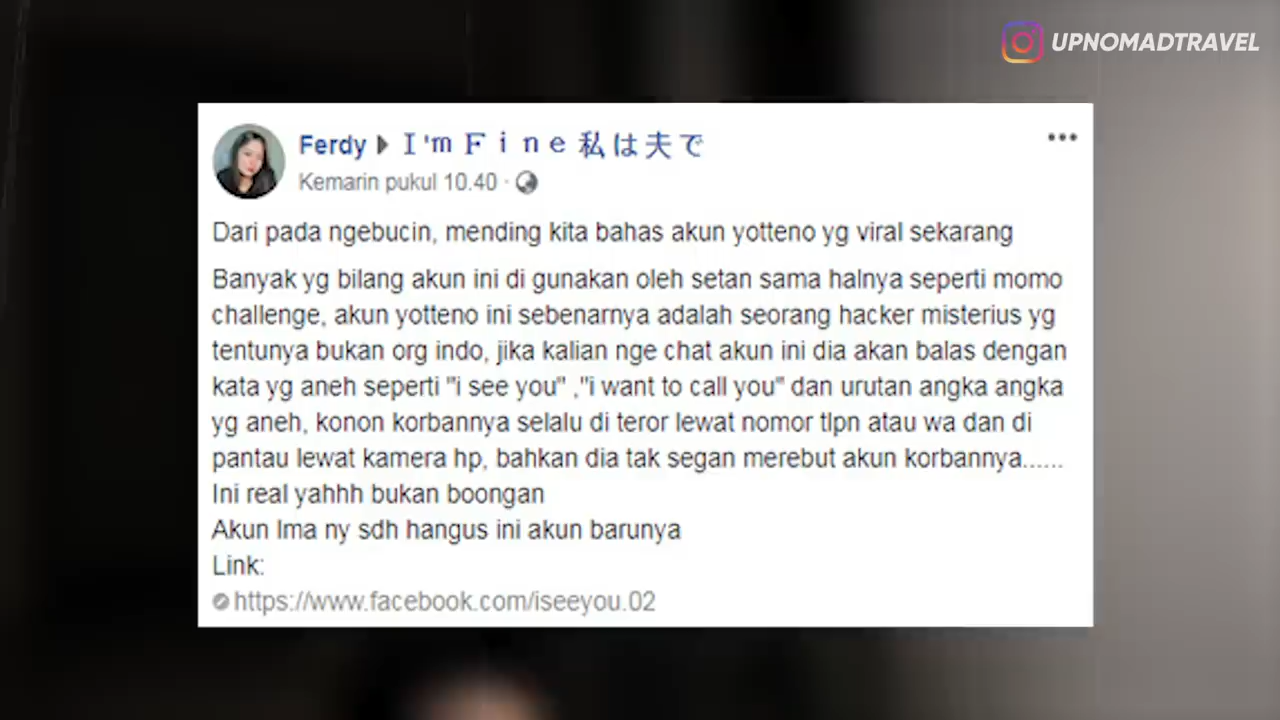 UPNOMADTRAVEL
Ferdy ▶ Ｉ'ｍ Ｆｉｎｅ 私は夫で
Kemarin pukul 10.40 ·
Dari pada ngebucin, mending kita bahas akun yotteno yg viral sekarang
Banyak yg bilang akun ini di gunakan oleh setan sama halnya seperti momo
challenge, akun yotteno ini sebenarnya adalah seorang hacker misterius yg
tentunya bukan org indo, jika kalian nge chat akun ini dia akan balas dengan
kata yg aneh seperti "i see you" ,"i want to call you" dan urutan angka angka
yg aneh, konon korbannya selalu di teror lewat nomor tlpn atau wa dan di
pantau lewat kamera hp, bahkan dia tak segan merebut akun korbannya......
Ini real yahhh bukan boongan
Akun lma ny sdh hangus ini akun barunya
Link:
https://www.facebook.com/iseeyou.02